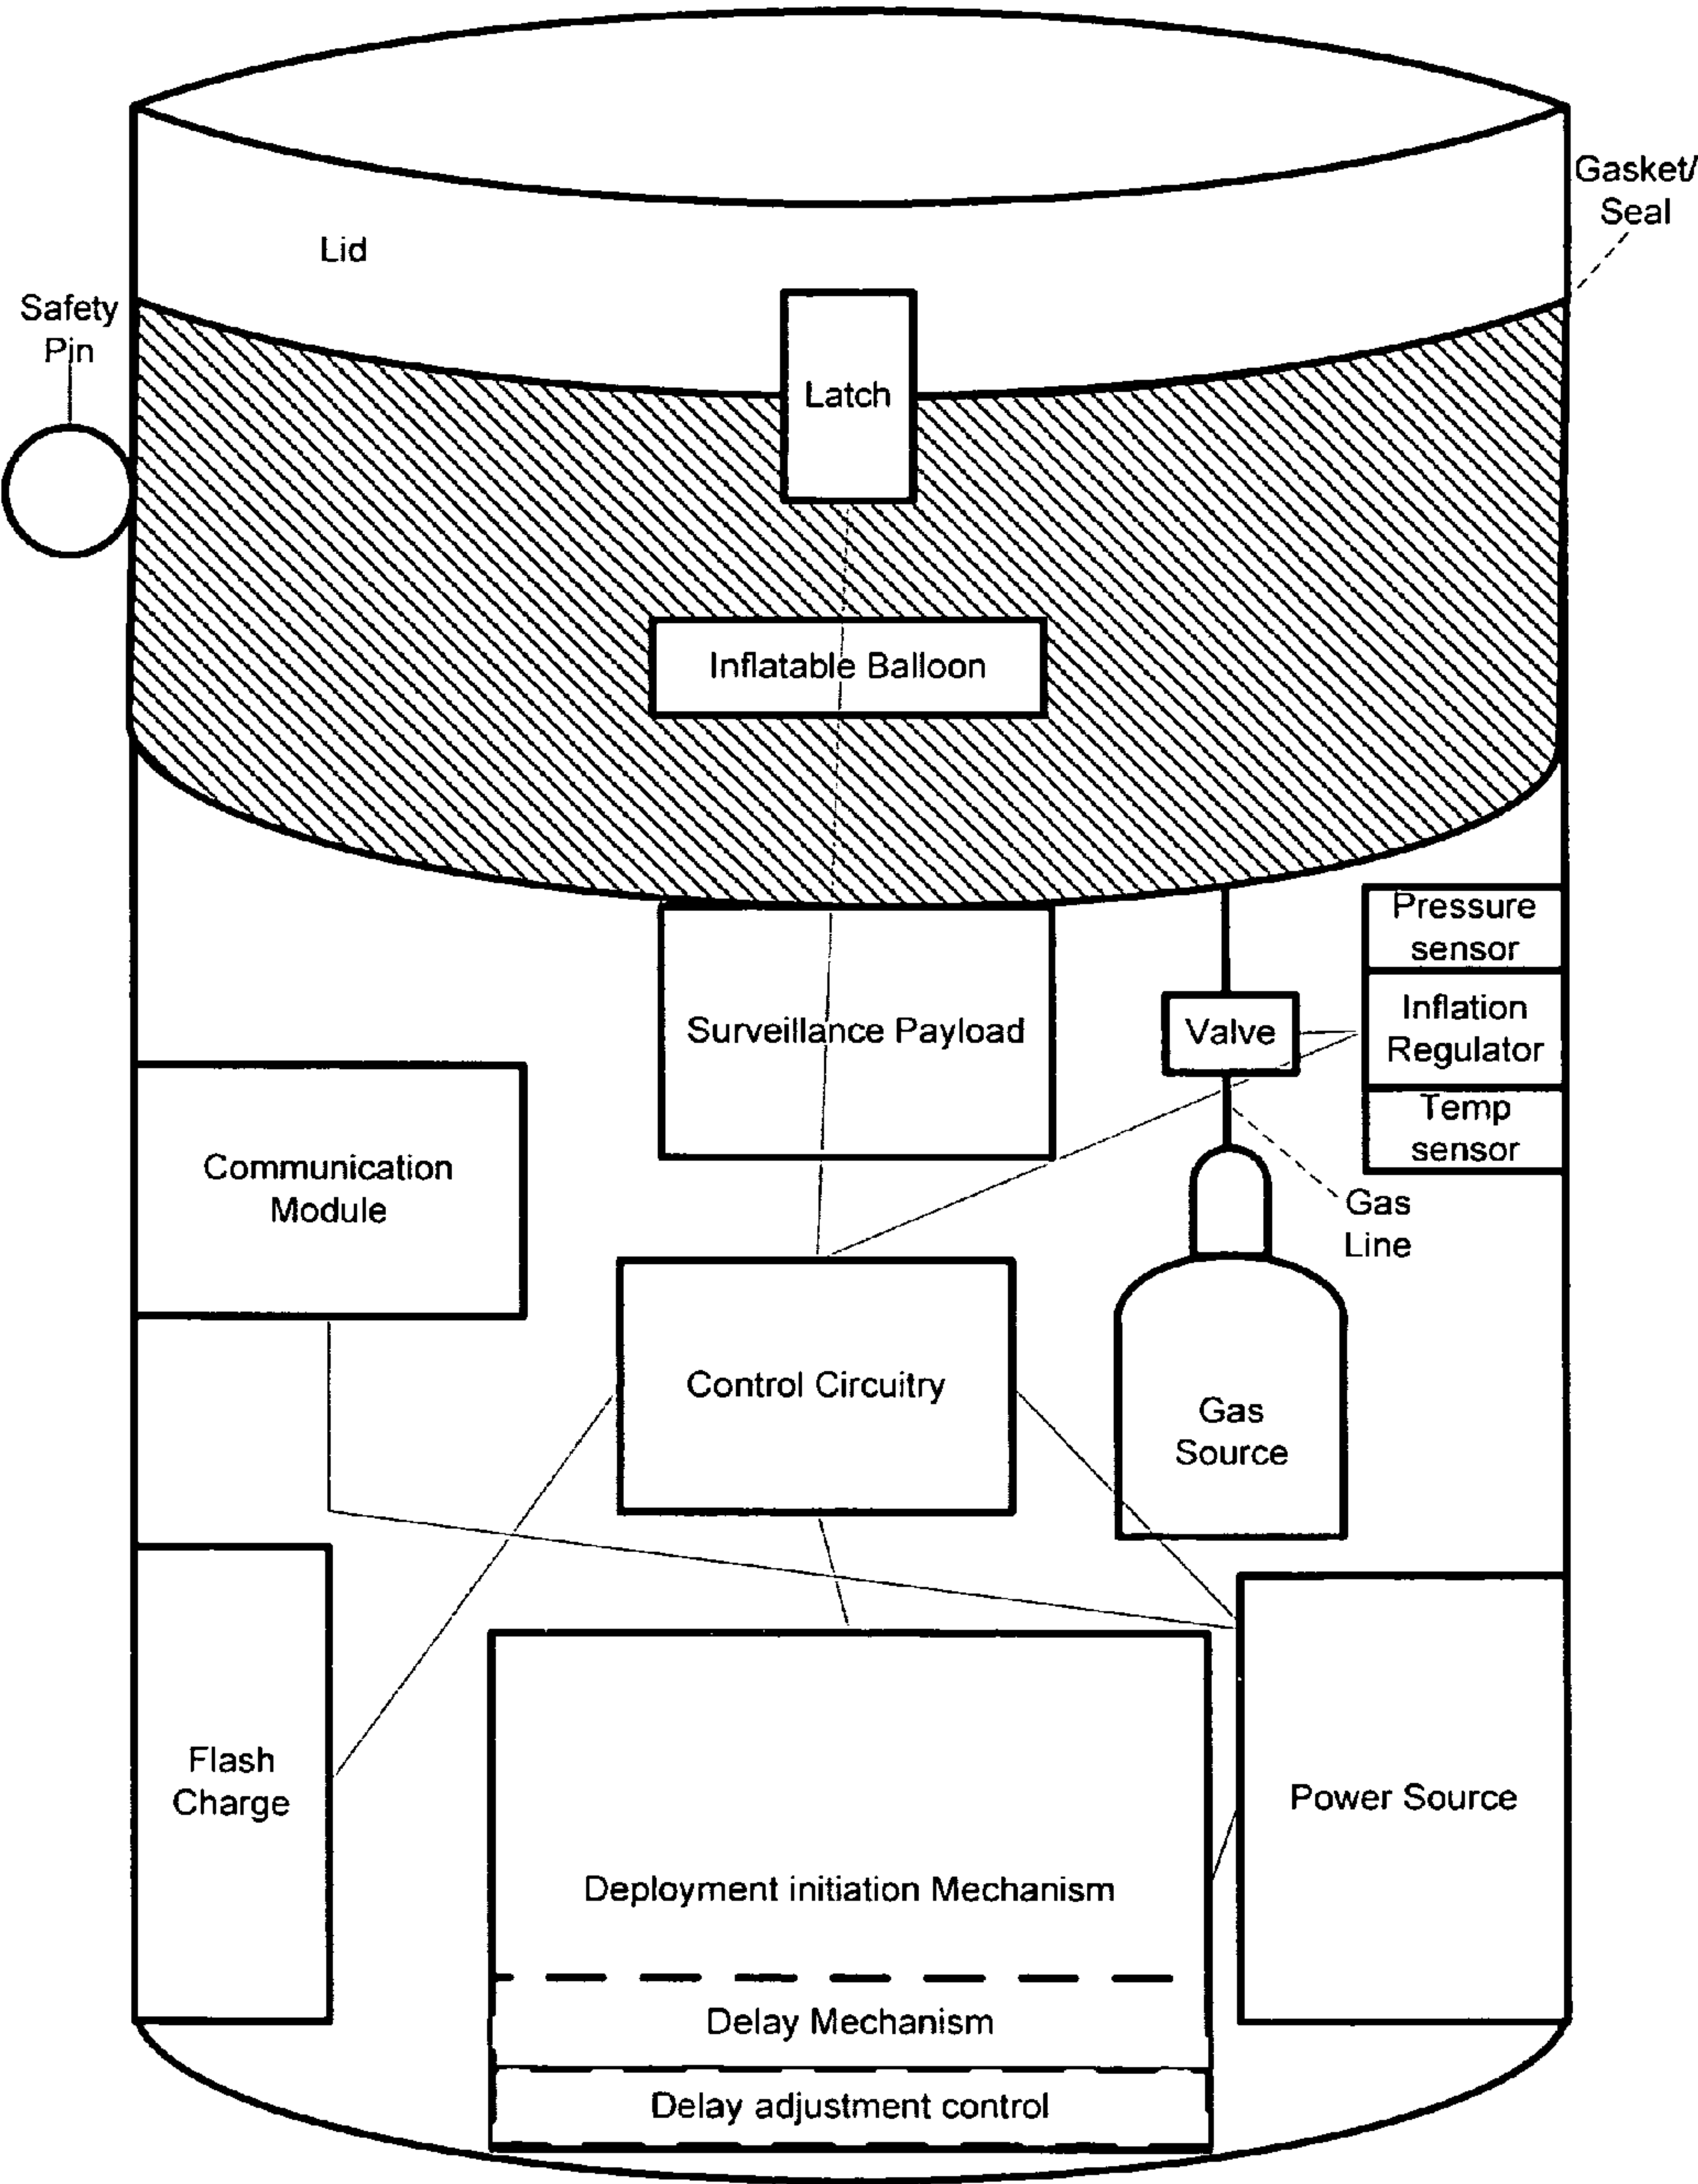 Gasket/
Seal
Lid
Safety
Pin
Latch
Inflatable Balloon
Pressure
sensor
Surveillance Payload
Valve
Inflation
Regulator
Temp
sensor
Communication
Module
Gas
Line
Control Circuitry
Gas
Source
Flash
Charge
Power Source
Deployment initiation Mechanism
Delay Mechanism
Delay adjustment control